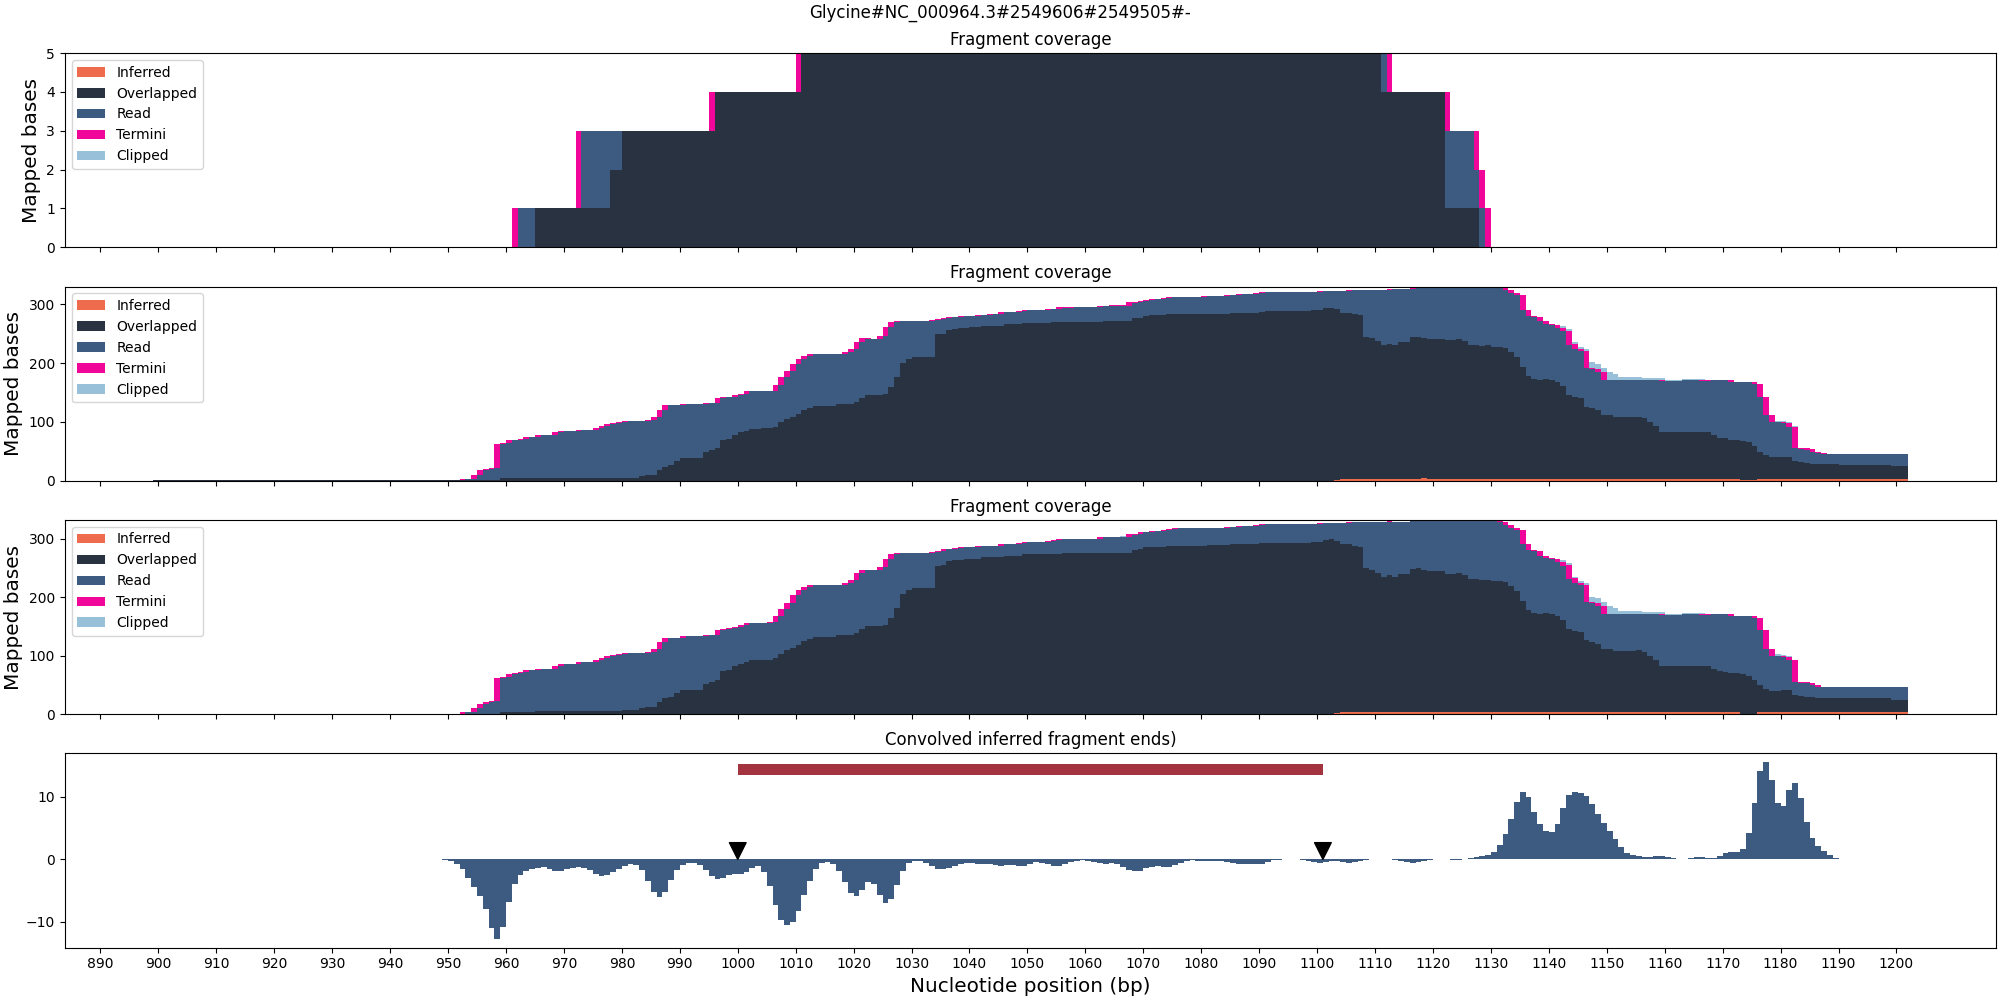 Glycine#NC_000964.3#2549606#2549505#-
Fragment coverage
Mapped bases
5
4
3
2
1
0
Inferred
Overlapped
Read
Termini
Clipped
Fragment coverage
Mapped bases
300
200
100
0
Inferred
Overlapped
Read
Termini
Clipped
Fragment coverage
Mapped bases
300
200
100
0
Inferred
Overlapped
Read
Termini
Clipped
Convolved inferred fragment ends)
10
0
−10
890 900 910 920 930 940 950 960 970 980 990 1000 1010 1020 1030 1040 1050 1060 1070 1080 1090 1100 1110 1120 1130 1140 1150 1160 1170 1180 1190 1200
Nucleotide position (bp)